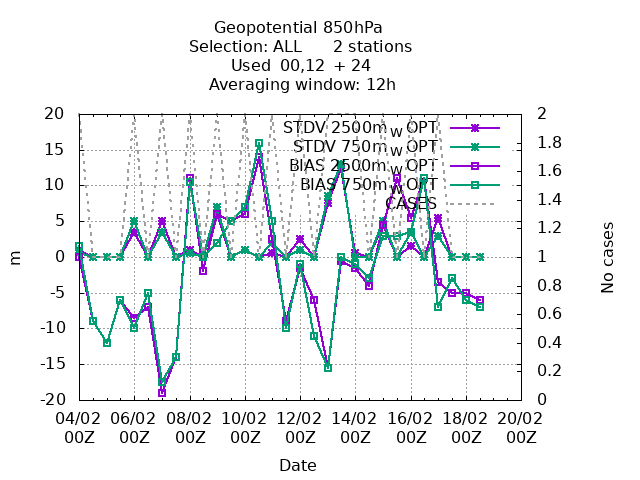 Geopotential 850hPa
Selection: ALL 2 stations
Used 00,12 + 24
Averaging window: 12h
20 2
STDV 2500m_W OPT
15 1.8
STDV 750m_W OPT
10 1.6
BIAS 2500m_W OPT
5 1.4
BIAS 750m_W OPT
0 1.2
CASES
-5 1
-10 0.8
-15 0.6
-20 0.4
0.2
0
m
No cases
04/02 06/02 08/02 10/02 12/02 14/02 16/02 18/02 20/02
00Z 00Z 00Z 00Z 00Z 00Z 00Z 00Z 00Z
Date